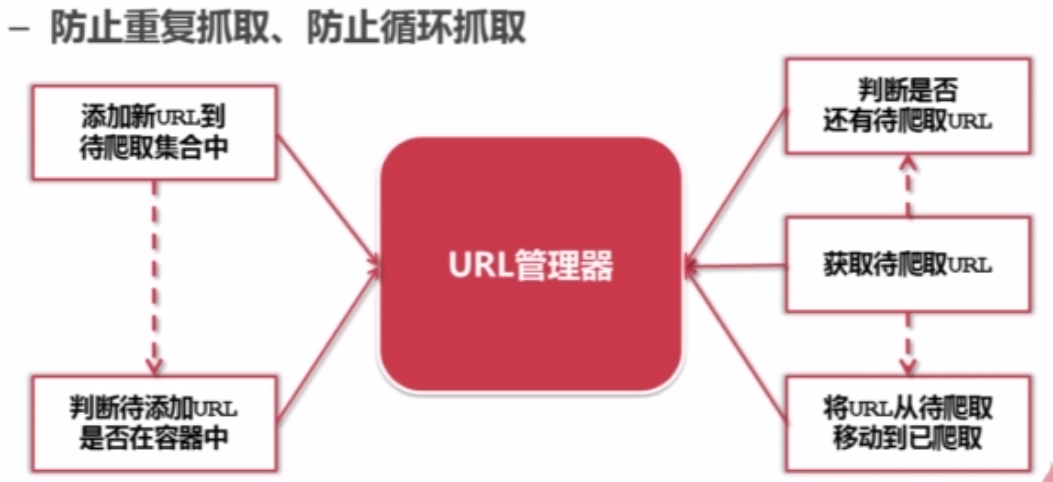 – 防止重复抓取、防止循环抓取
添加新URL到
待爬取集合中
判断待添加URL
是否在容器中
URL管理器
判断是否
还有待爬取URL
获取待爬取URL
将URL从待爬取
移动到已爬取